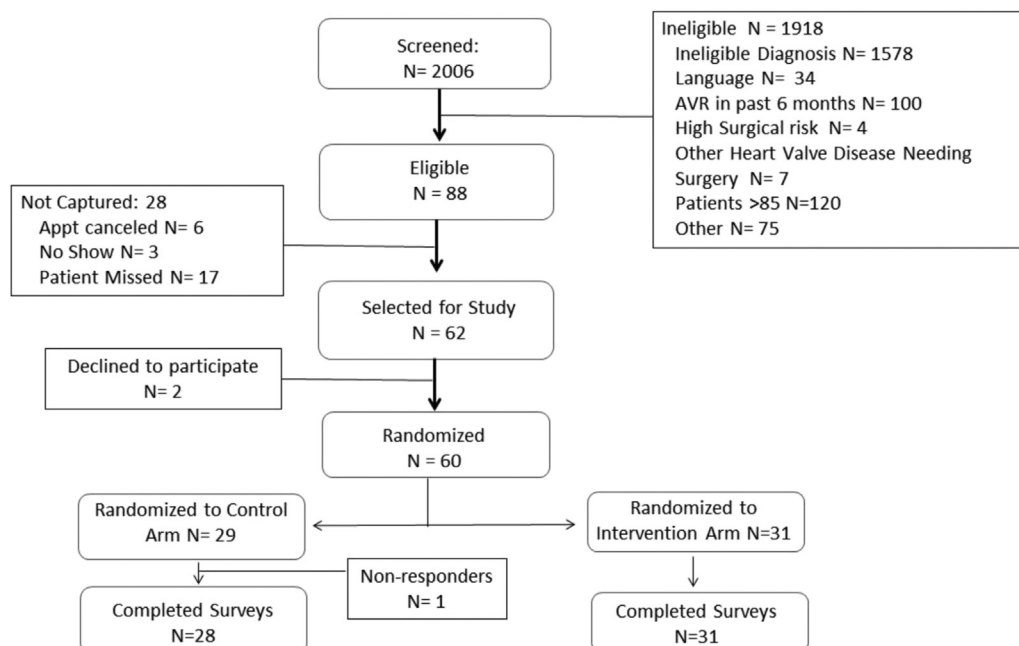 Screened:
N= 2006
Ineligible N = 1918
Ineligible Diagnosis N= 1578
Language N= 34
AVR in past 6 months N= 100
High Surgical risk N= 4
Other Heart Valve Disease Needing
Surgery N= 7
Patients >85 N=120
Other N= 75
Eligible
N = 88
Not Captured: 28
Appt canceled N= 6
No Show N= 3
Patient Missed N= 17
Selected for Study
N = 62
Declined to participate
N= 2
Randomized
N = 60
Randomized to Control
Arm N= 29
Randomized to
Intervention Arm N=31
Non-responders
N= 1
Completed Surveys
N=28
Completed Surveys
N=31